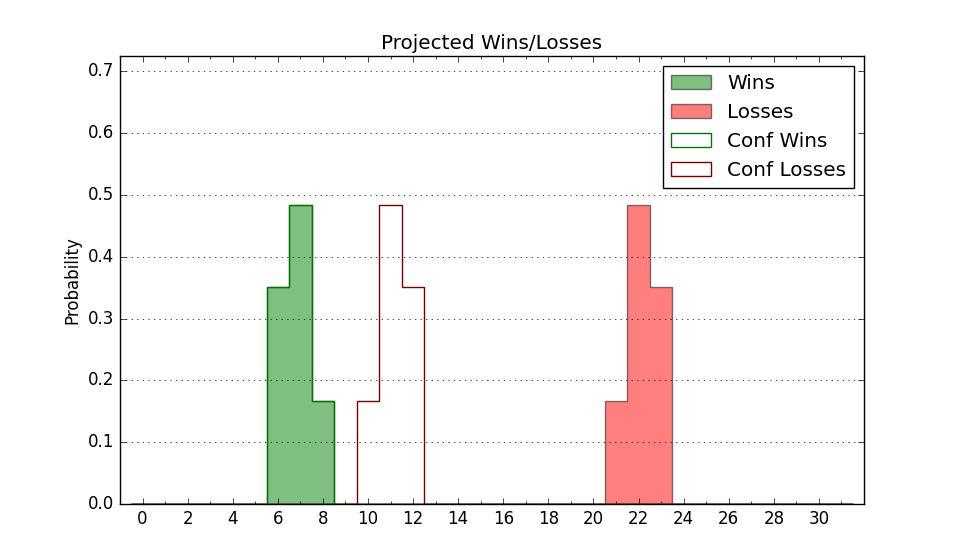 Projected Wins/Losses
0.7
0.6
0.5
0.4
0.3
0.2
0.1
0.0
Probability
Wins
Losses
Conf Wins
Conf Losses
0 2 4 6 8 10 12 14 16 18 20 22 24 26 28 30